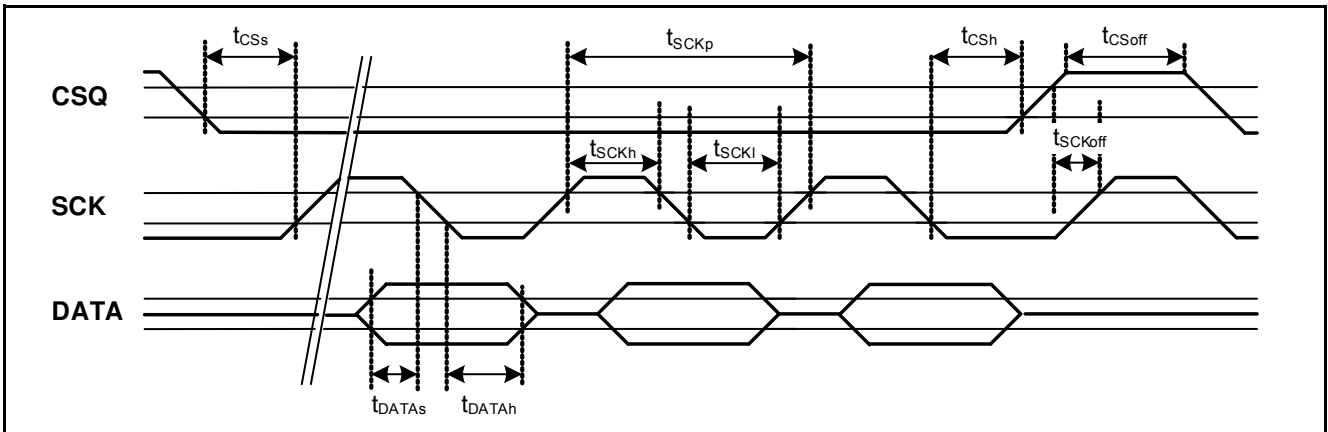 tCSs
tSCKp
tCSh
tCSoff
CSQ
tSCKh
tSCKl
tSCKoff
SCK
DATA
tDATAs
tDATAh